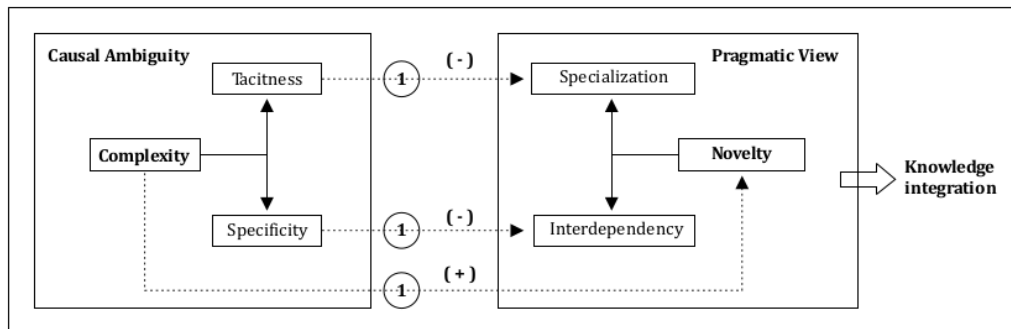 Causal Ambiguity
Pragmatic View
Tacitness
1
( - )
Specialization
Complexity
Novelty
Knowledge
integration
Specificity
1
( - )
Interdependency
1
( + )